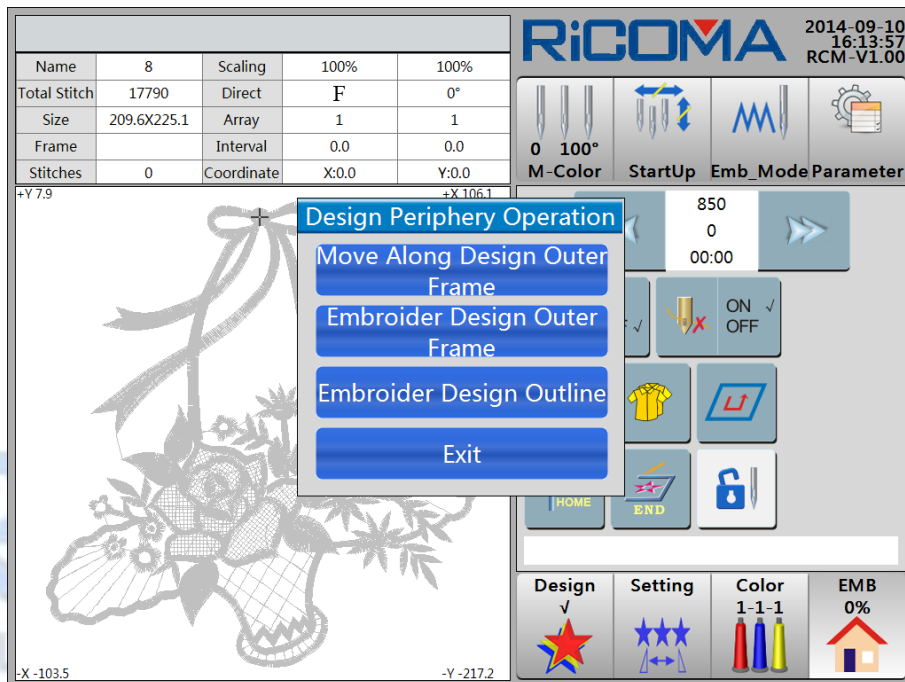 RiCOMA
2014-09-10
16:13:57
RCM-V1.00
Name 8 Scaling 100% 100%
Total Stitch 17790 Direct F 0°
Size 209.6X225.1 Array 1 1
Frame Interval 0.0 0.0
Stitches 0 Coordinate X:0.0 Y:0.0
0 100°
M-Color StartUp Emb_Mode Parameter
+Y 7.9 +X 106.1
Design Periphery Operation
Move Along Design Outer
Frame
Embroider Design Outer
Frame
Embroider Design Outline
Exit
850
0
00:00
ON √
OFF
√
HOME
END
-X -103.5 -Y -217.2
Design
√
Setting
Color
1-1-1
EMB
0%